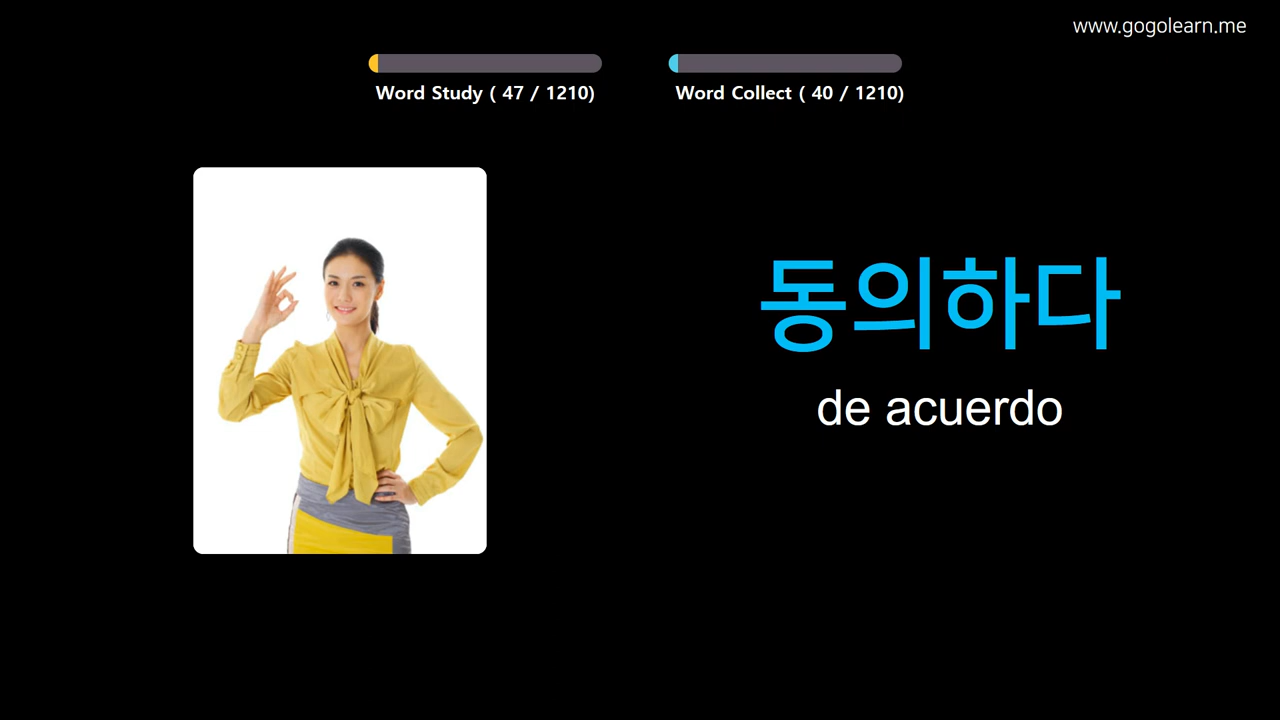 www.gogolearn.me
Word Study ( 47 / 1210)
Word Collect ( 40 / 1210)
동의하다
de acuerdo